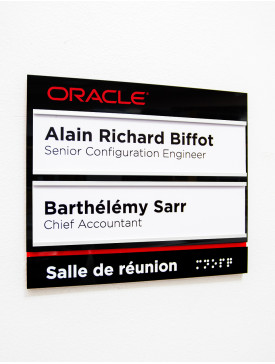 ORACLE
Alain Richard Biffot
Senior Configuration Engineer
Barthélémy Sarr
Chief Accountant
Salle de réunion